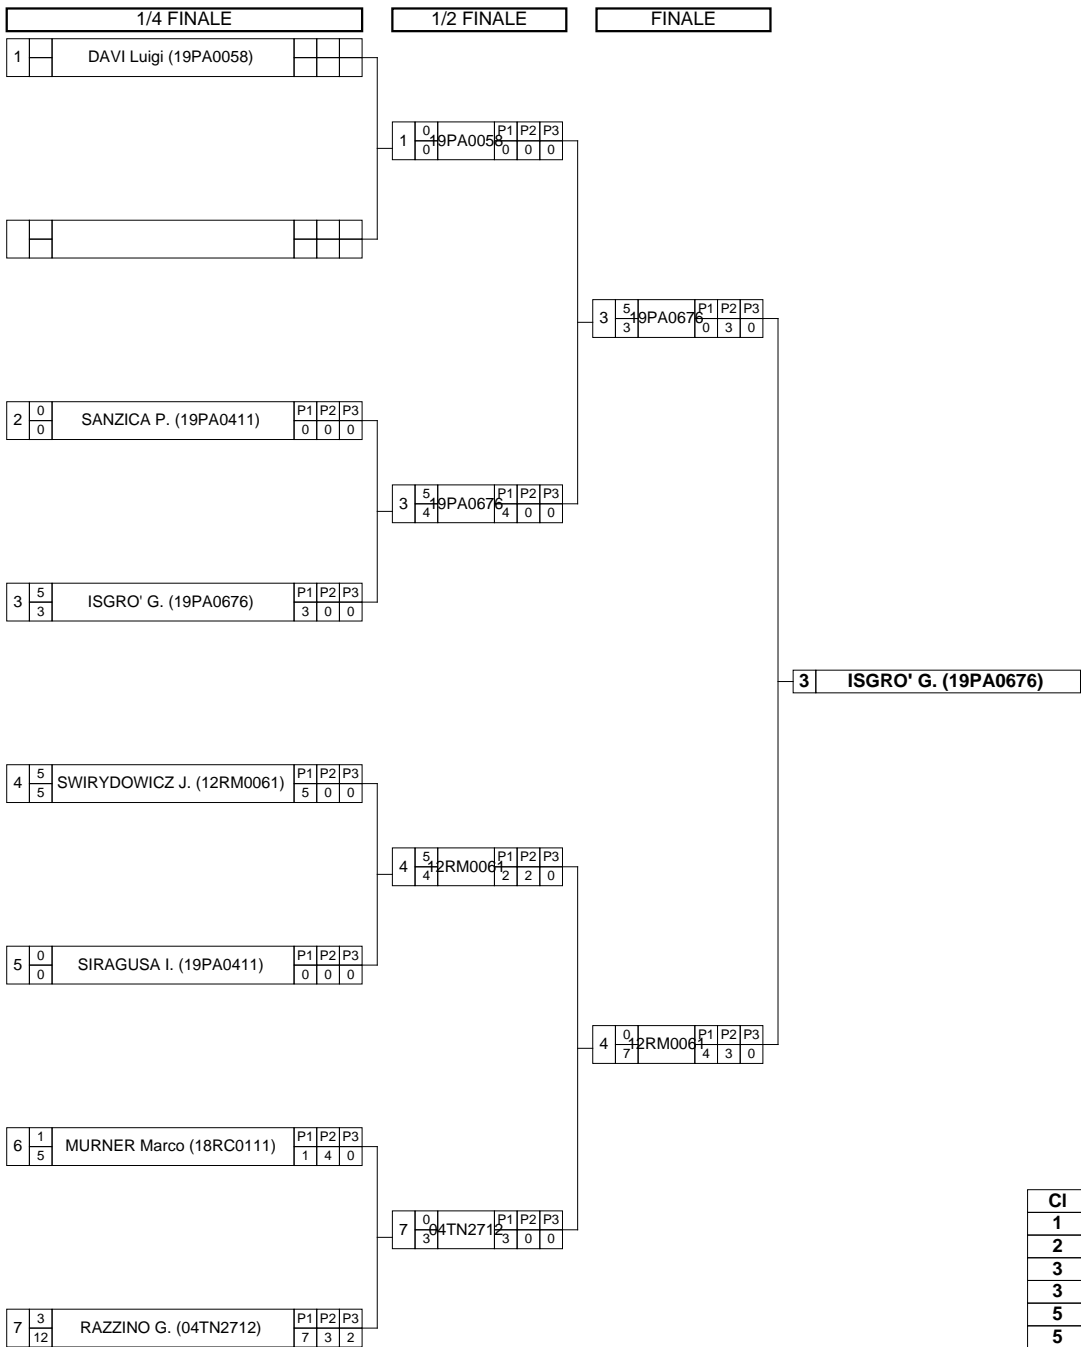 1/4 FINALE 1/2 FINALE FINALE
1 DAVI Luigi (19PA0058)
1 0 0 19PA0058 P1 P2 P3
0 0 0
3 5 3 19PA0676 P1 P2 P3
0 3 0
2 0 0 SANZICA P. (19PA0411) P1 P2 P3
0 0 0
3 5 4 19PA0676 P1 P2 P3
4 0 0
3 5 3 ISGRO' G. (19PA0676) P1 P2 P3
3 0 0
3 ISGRO' G. (19PA0676)
4 5 5 SWIRYDOWICZ J. (12RM0061) P1 P2 P3
5 0 0
4 5 4 12RM0061 P1 P2 P3
2 2 0
5 0 0 SIRAGUSA I. (19PA0411) P1 P2 P3
0 0 0
4 0 7 12RM0061 P1 P2 P3
4 3 0
6 1 5 MURNER Marco (18RC0111) P1 P2 P3
1 4 0
7 0 3 04TN2712 P1 P2 P3
3 0 0
7 3 12 RAZZINO G. (04TN2712) P1 P2 P3
7 3 2
Cl
1
2
3
3
5
5